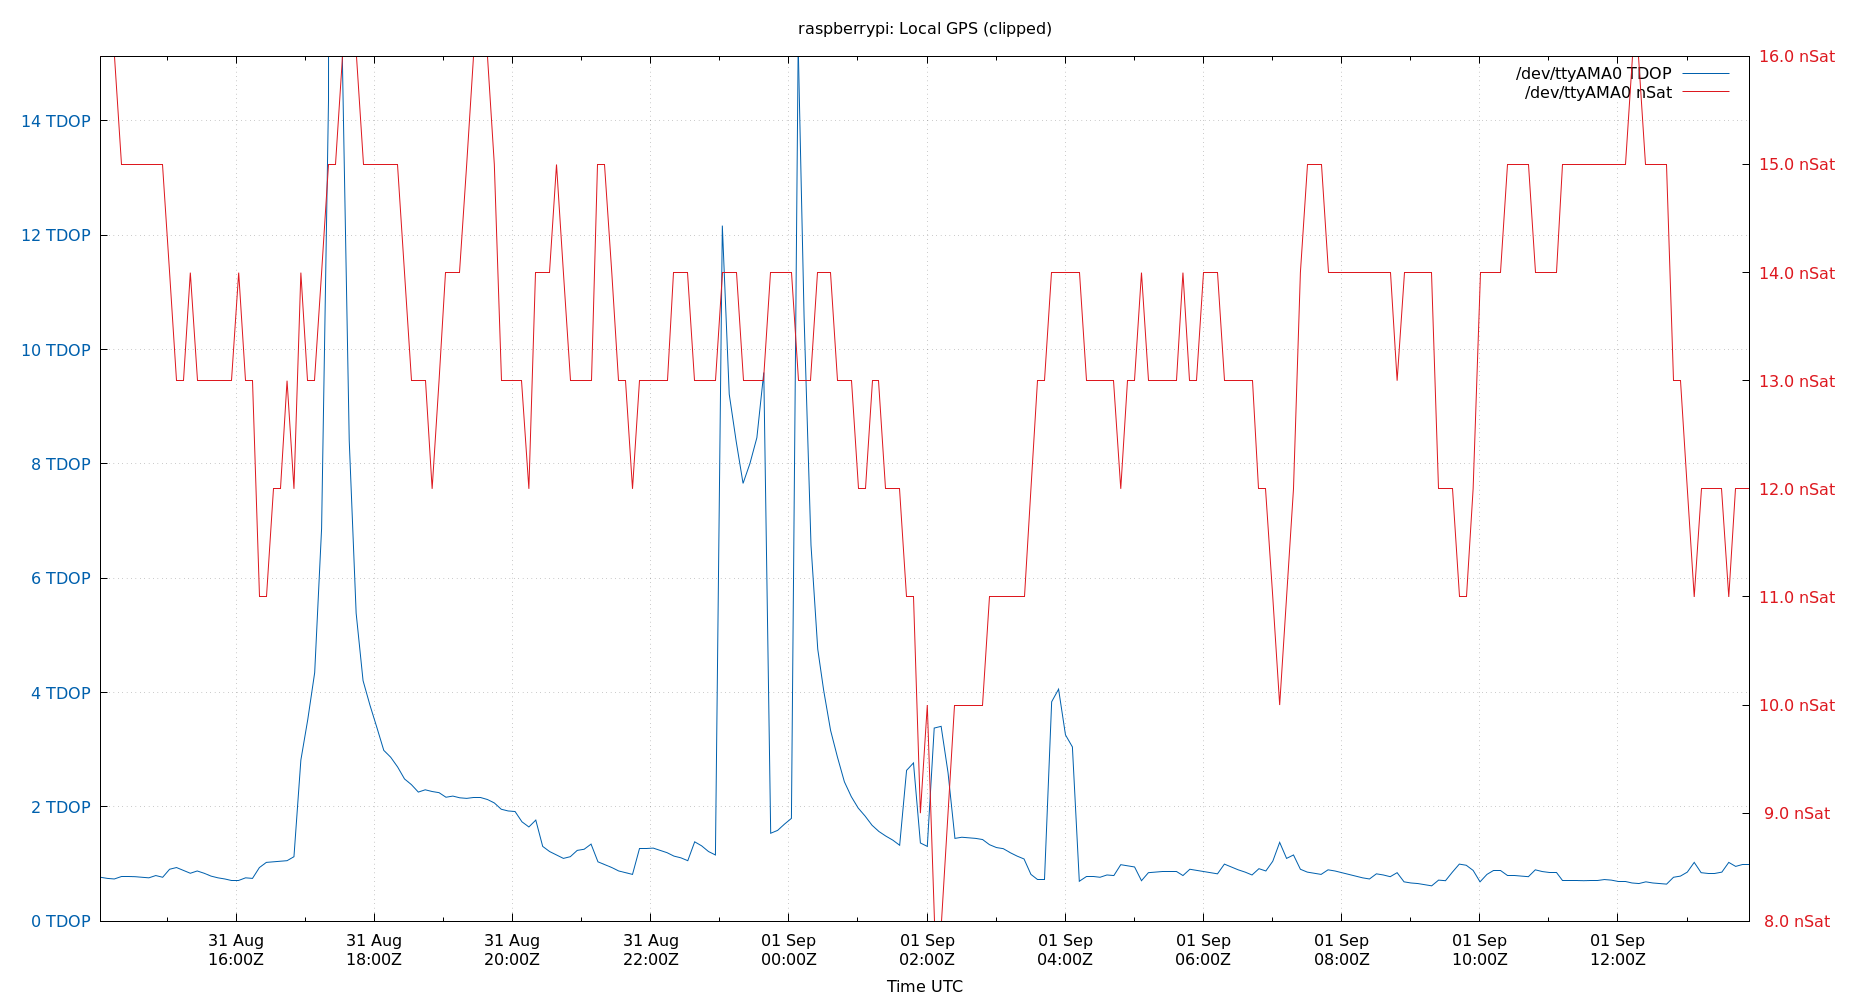 raspberrypi: Local GPS (clipped)
/dev/ttyAMA0 TDOP
/dev/ttyAMA0 nSat
14 TDOP
12 TDOP
10 TDOP
8 TDOP
6 TDOP
4 TDOP
2 TDOP
0 TDOP
16.0 nSat
15.0 nSat
14.0 nSat
13.0 nSat
12.0 nSat
11.0 nSat
10.0 nSat
9.0 nSat
8.0 nSat
31 Aug
16:00Z
31 Aug
18:00Z
31 Aug
20:00Z
31 Aug
22:00Z
01 Sep
00:00Z
01 Sep
02:00Z
01 Sep
04:00Z
01 Sep
06:00Z
01 Sep
08:00Z
01 Sep
10:00Z
01 Sep
12:00Z
Time UTC